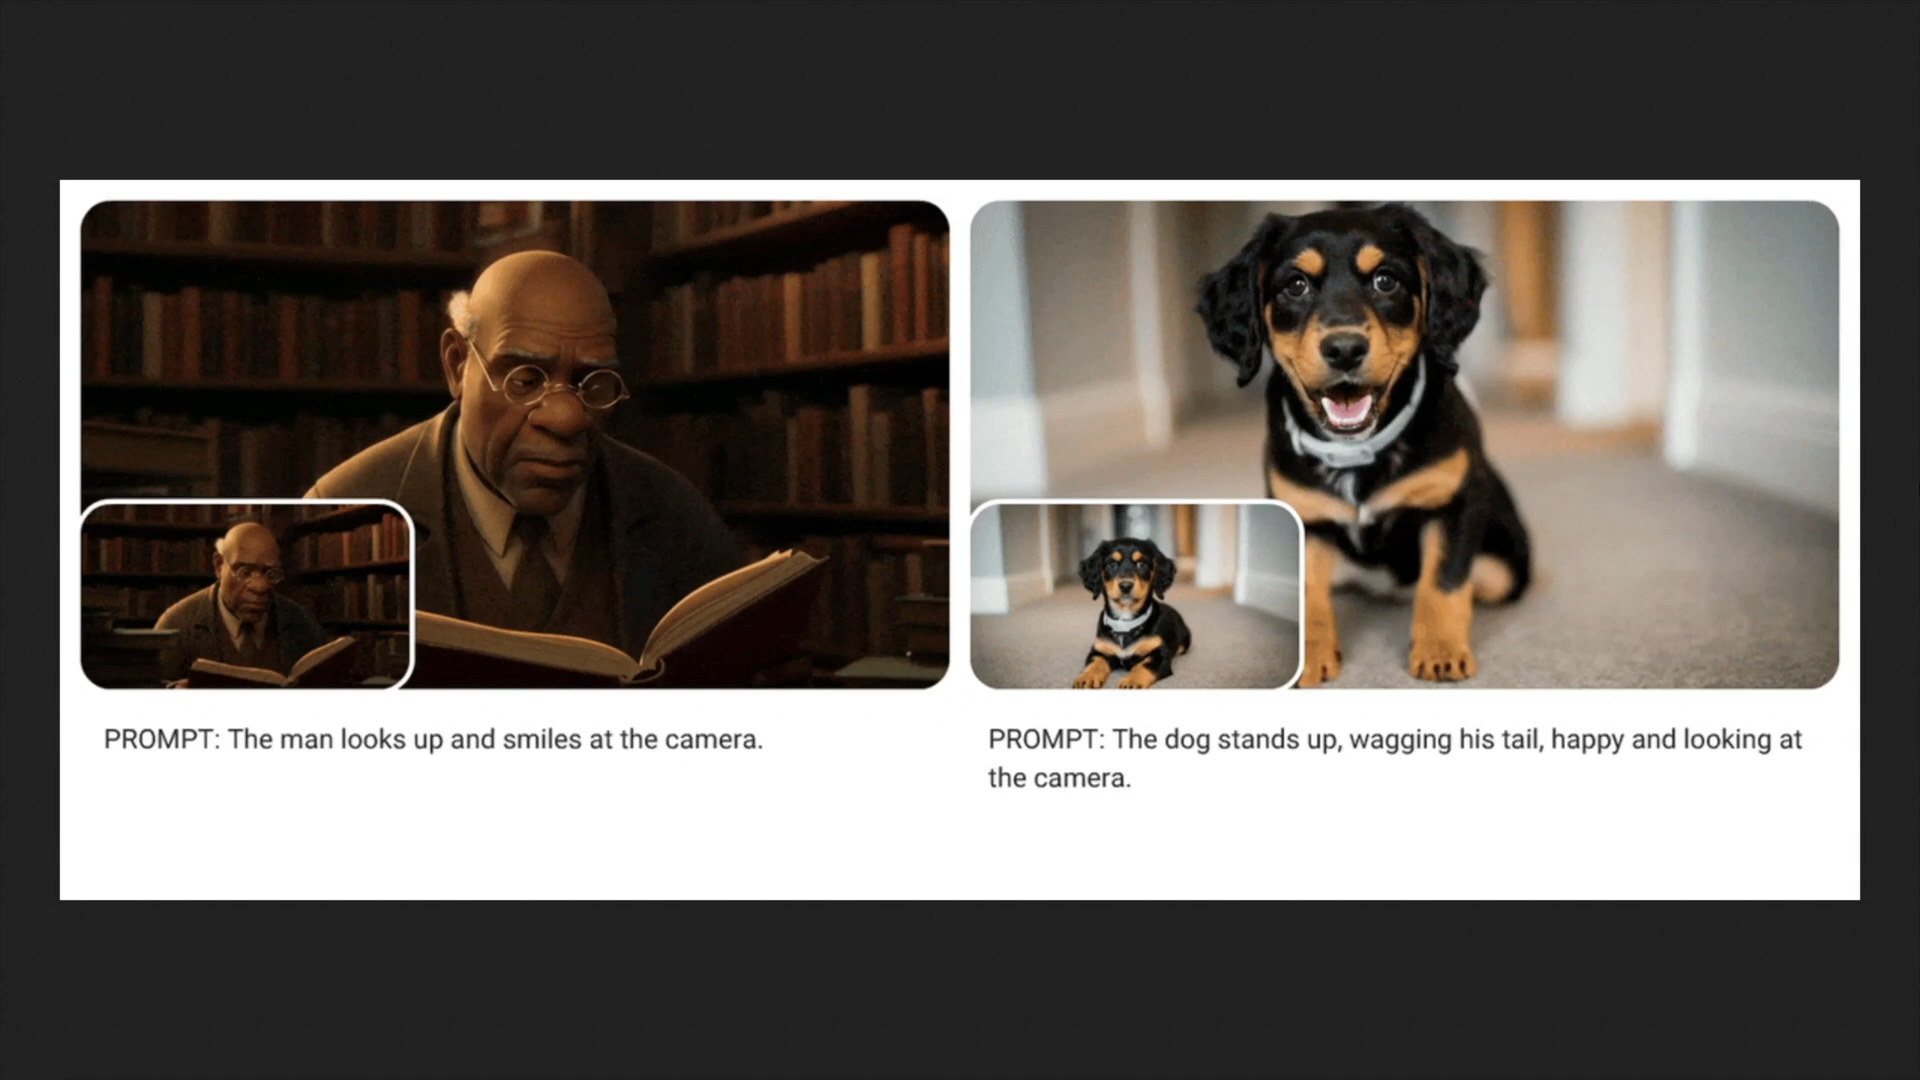 PROMPT: The man looks up and smiles at the camera.
PROMPT: The dog stands up, wagging his tail, happy and looking at
the camera.